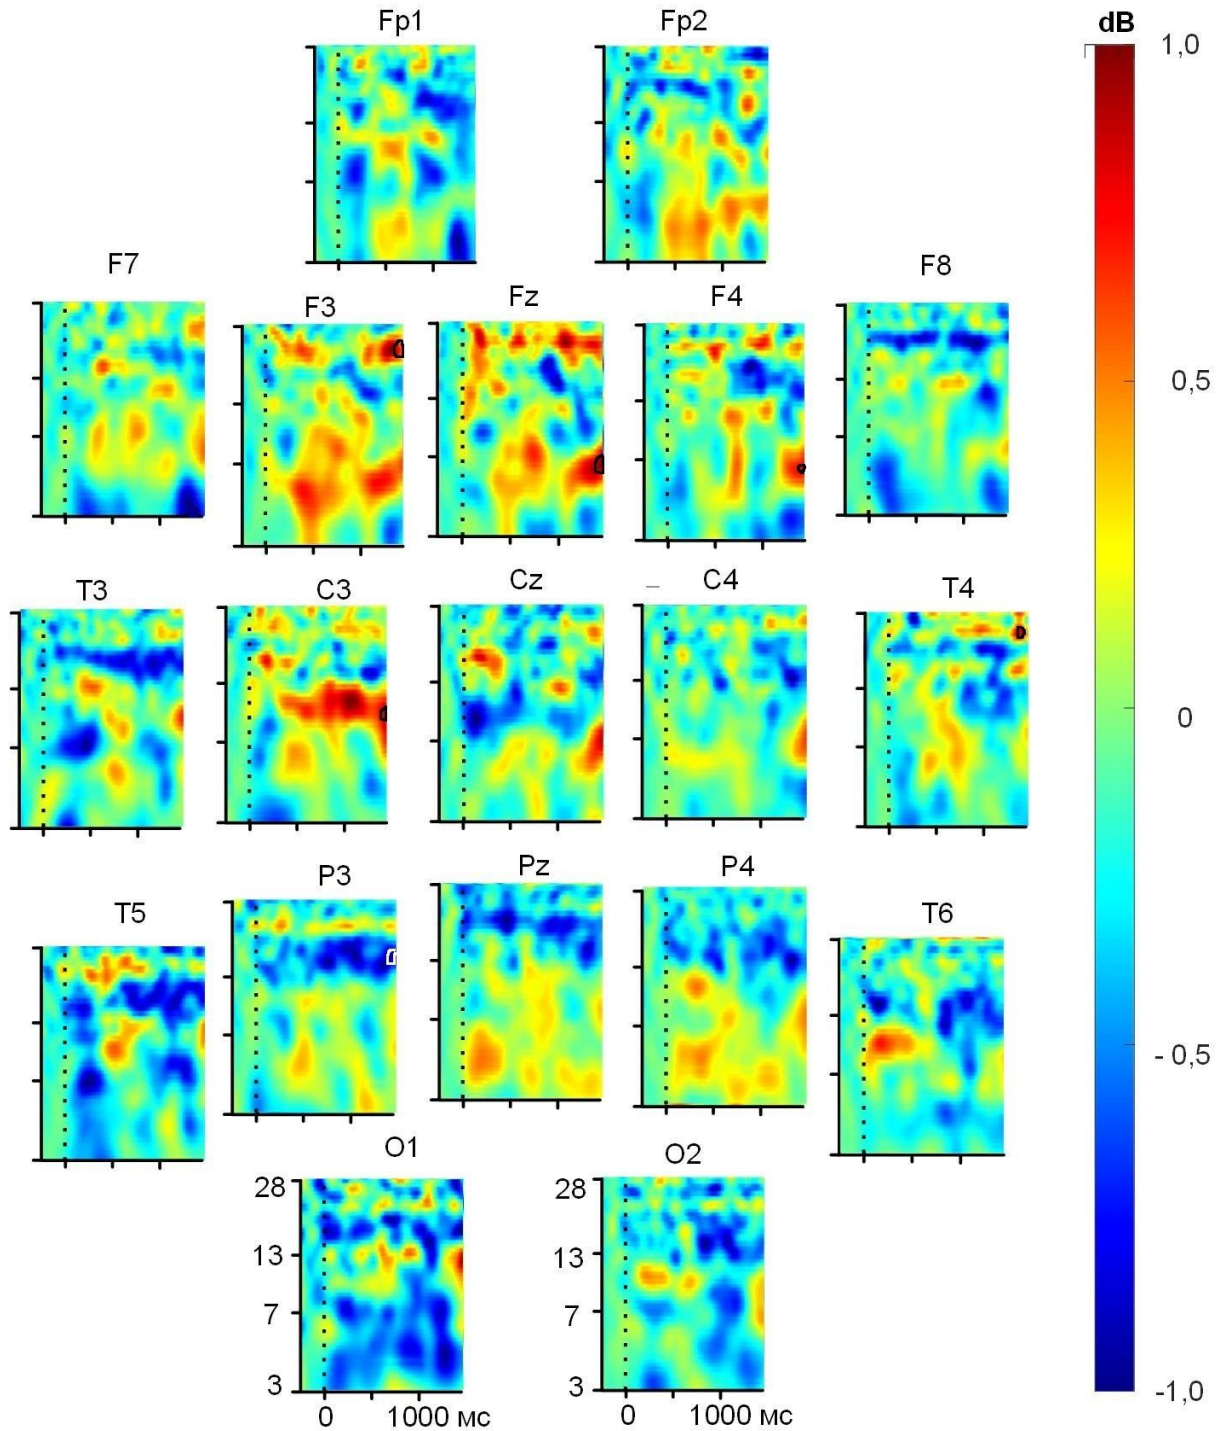 Fp1 Fp2 dB
1,0
F7 F8
F3 Fz F4
0,5
T3 C3 Cz C4 T4
0
P3 Pz P4
T5 T6
- 0,5
O1 O2
28 28
13 13
7 7
3 3
0 1000 мс 0 1000 мс
-1,0